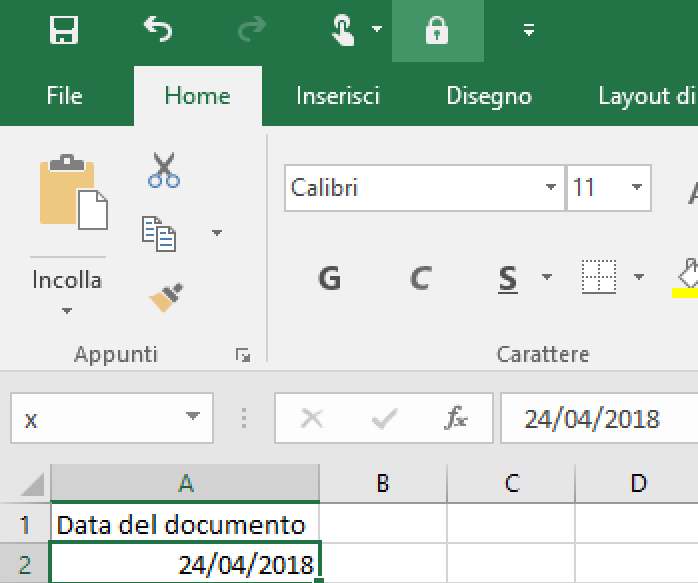 File Home Inserisci Disegno Layout di
Calibri 11
Incolla G C S
Appunti Carattere
x fx 24/04/2018
A B C D
1 Data del documento
2 24/04/2018